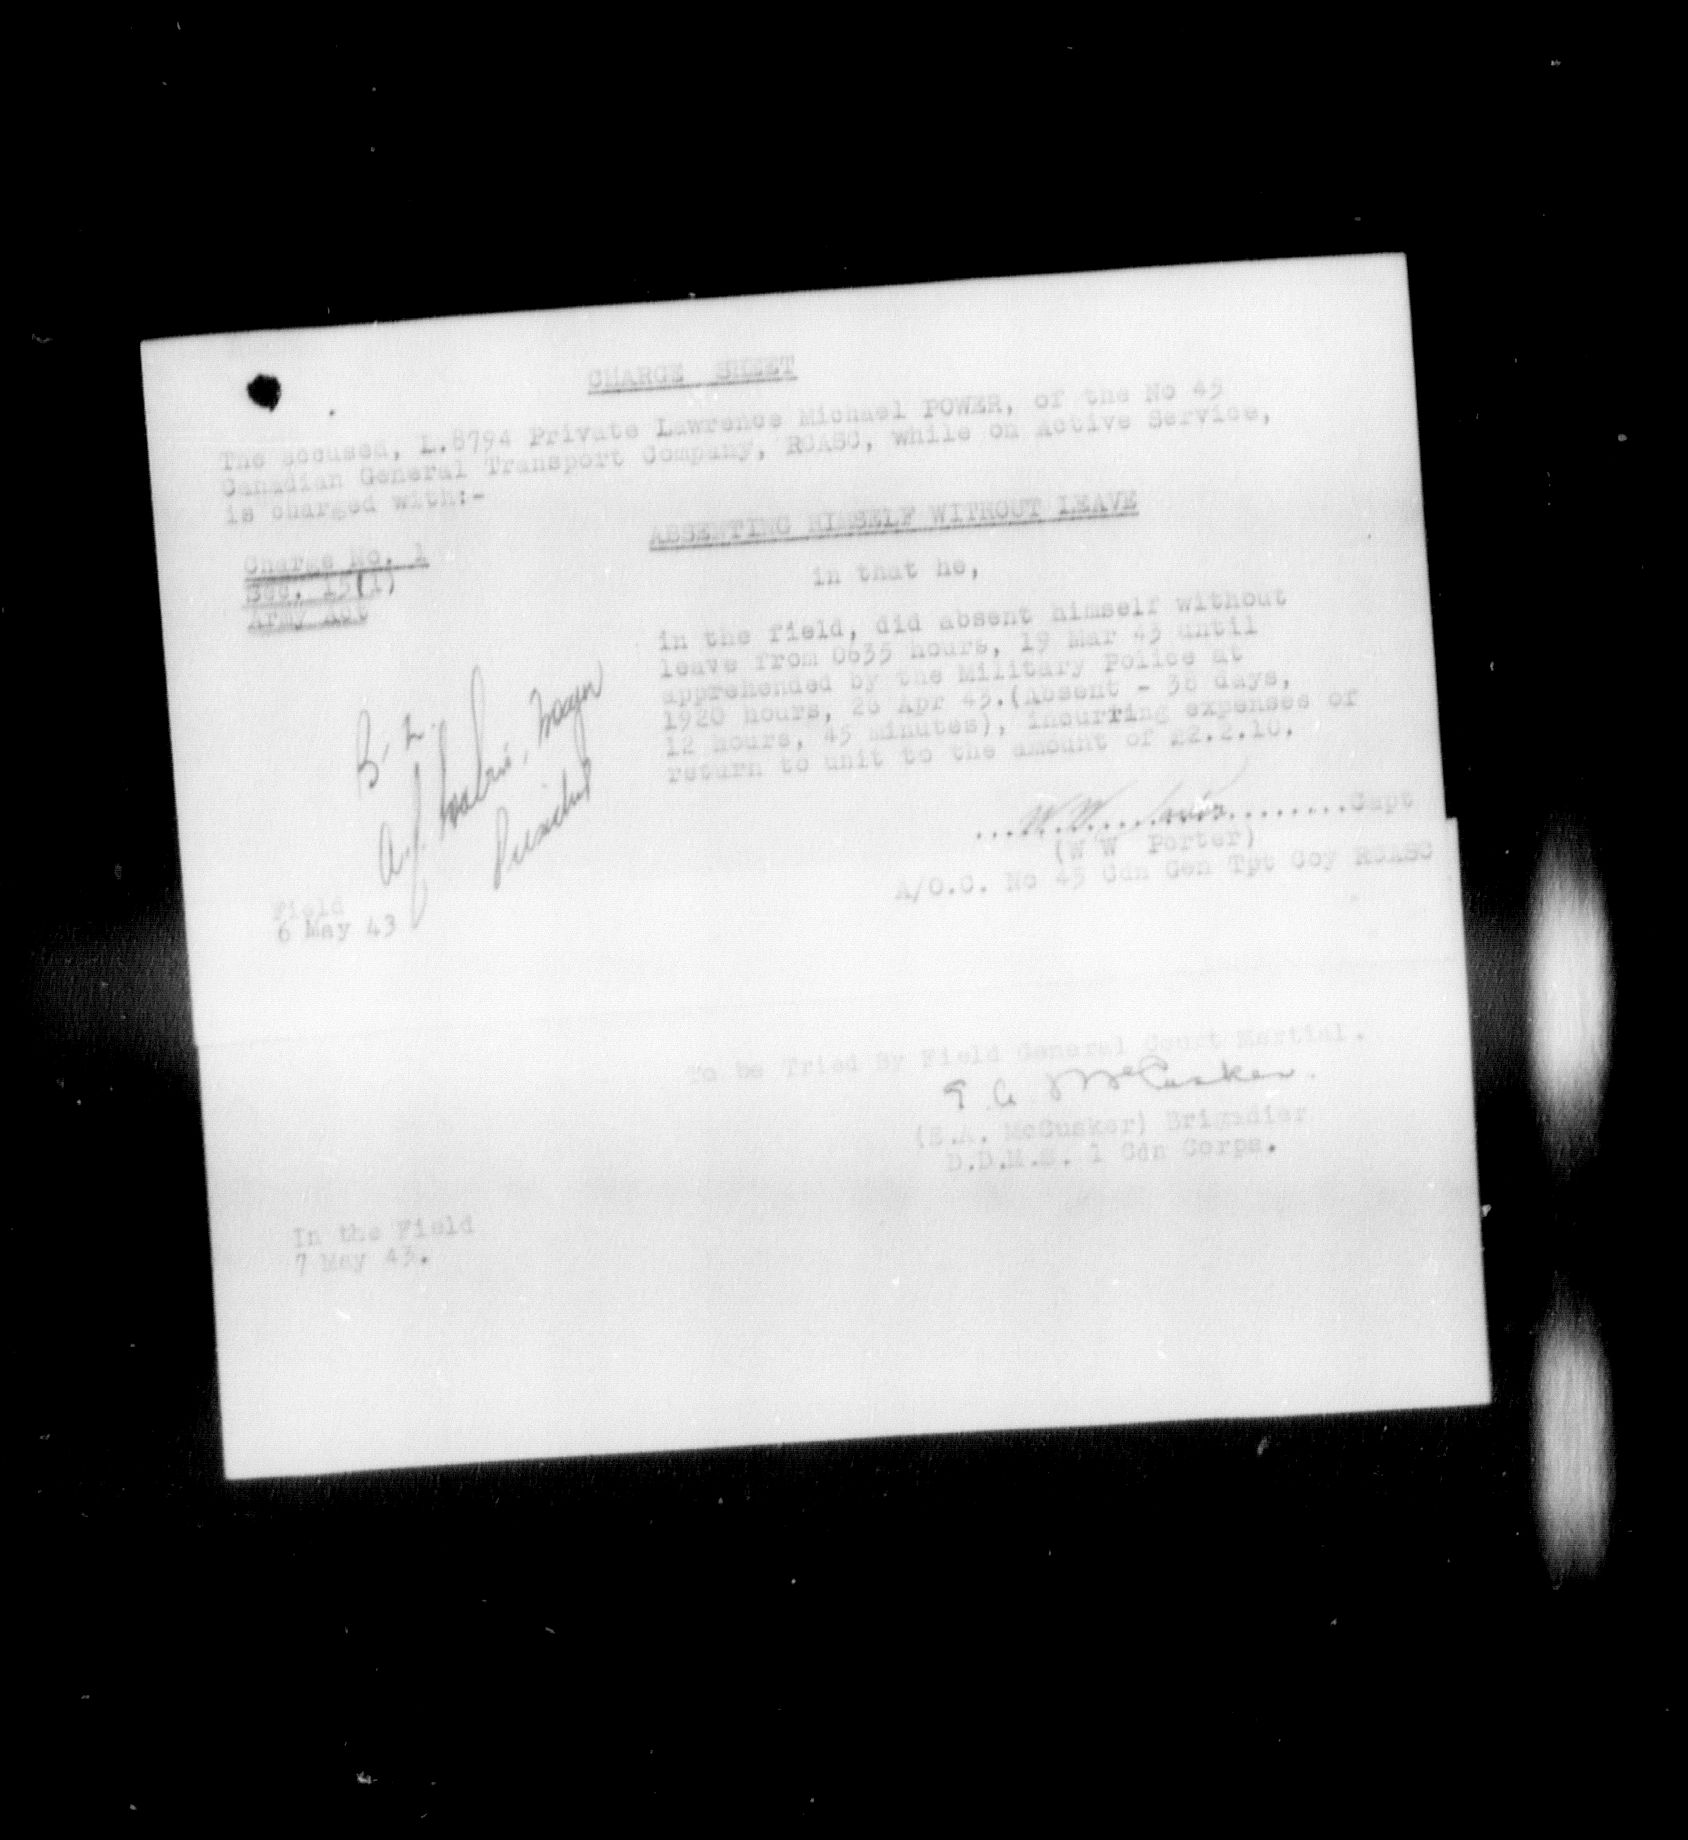 CHARGE SHEET
The accused, L.8794 Private Lawrence Michael POWER, of the No 45
Canadian General Transport Company, RCASC, while on Active Service,
is charged with:-
Charge No. 1
Sec. 15(1)
Army Act
ABSENTING HIMSELF WITHOUT LEAVE
in that he,
in the field, did absent himself without
leave from 0635 hours, 19 Mar 43 until
apprehended by the Military Police at
1920 hours, 26 Apr 43.(Absent - 38 days,
12 hours, 45 minutes), incurring expenses of
return to unit to the amount of £2.2.10.
Major
President
............................Capt
(W W Porter)
A/O.C. No 45 Cdn Gen Tpt Coy RCASC
Field
6 May 43
To be Tried By Field General Court Martial.
E A McCusker.
(E.A. McCusker) Brigadier
D.D.M.S. 1 Cdn Corps.
In the Field
7 May 43.